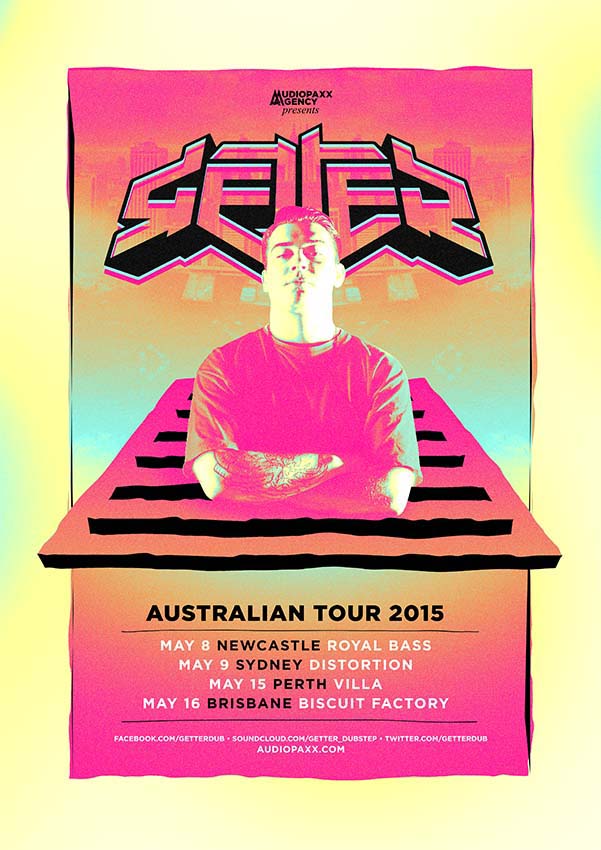 AUDIOPAXX
AGENCY
presents
GETTER
AUSTRALIAN TOUR 2015
MAY 8 NEWCASTLE ROYAL BASS
MAY 9 SYDNEY DISTORTION
MAY 15 PERTH VILLA
MAY 16 BRISBANE BISCUIT FACTORY
FACEBOOK.COM/GETTERDUB • SOUNDCLOUD.COM/GETTER_DUBSTEP • TWITTER.COM/GETTERDUB
AUDIOPAXX.COM